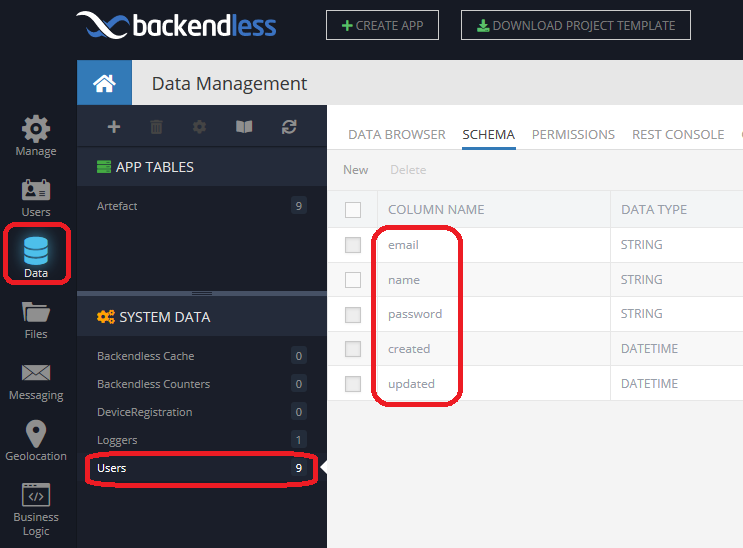 backendless
CREATE APP
DOWNLOAD PROJECT TEMPLATE
Data Management
Manage
Users
Data
Files
Messaging
Geolocation
Business
Logic
APP TABLES
Artefact 9
SYSTEM DATA
Backendless Cache 0
Backendless Counters 0
DeviceRegistration 0
Loggers 1
Users 9
DATA BROWSER SCHEMA PERMISSIONS REST CONSOLE
New Delete
COLUMN NAME DATA TYPE
email STRING
name STRING
password STRING
created DATETIME
updated DATETIME